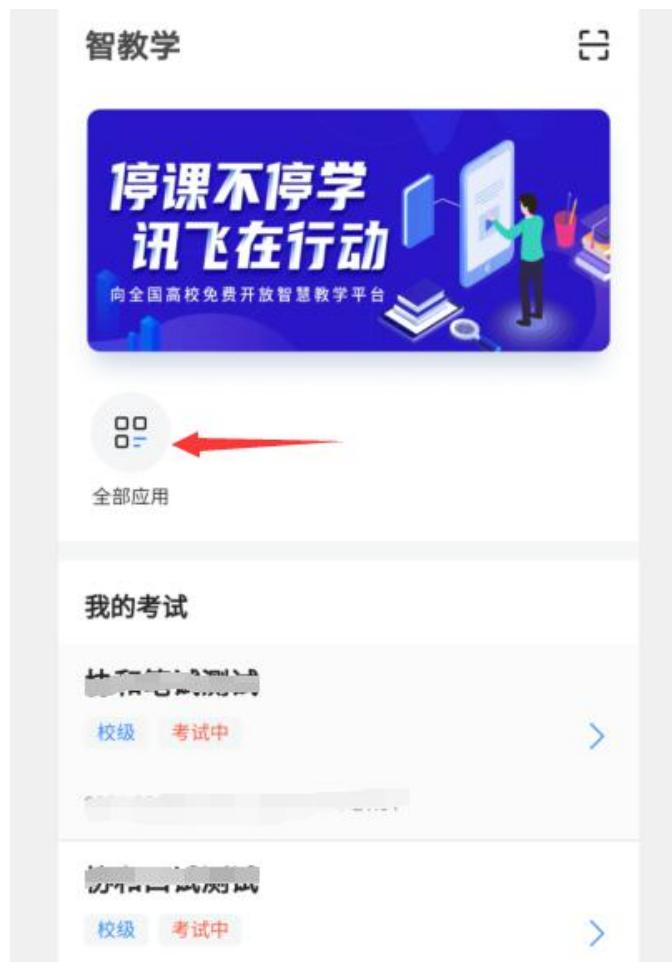 智教学
停课不停学
讯飞在行动
向全国高校免费开放智慧教学平台
全部应用
我的考试
校级 考试中
校级 考试中